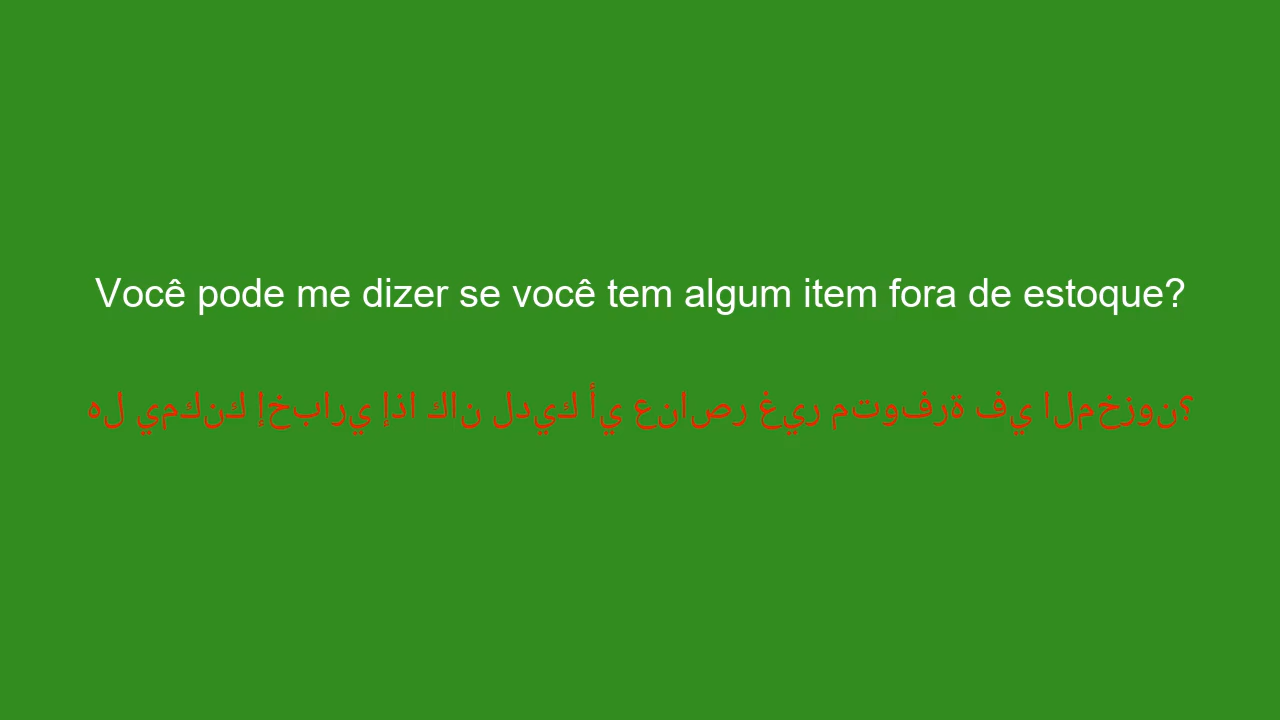 Você pode me dizer se você tem algum item fora de estoque?
هل يمكنك إخباري إذا كان لديك أي عناصر غير متوفرة في المخزون؟